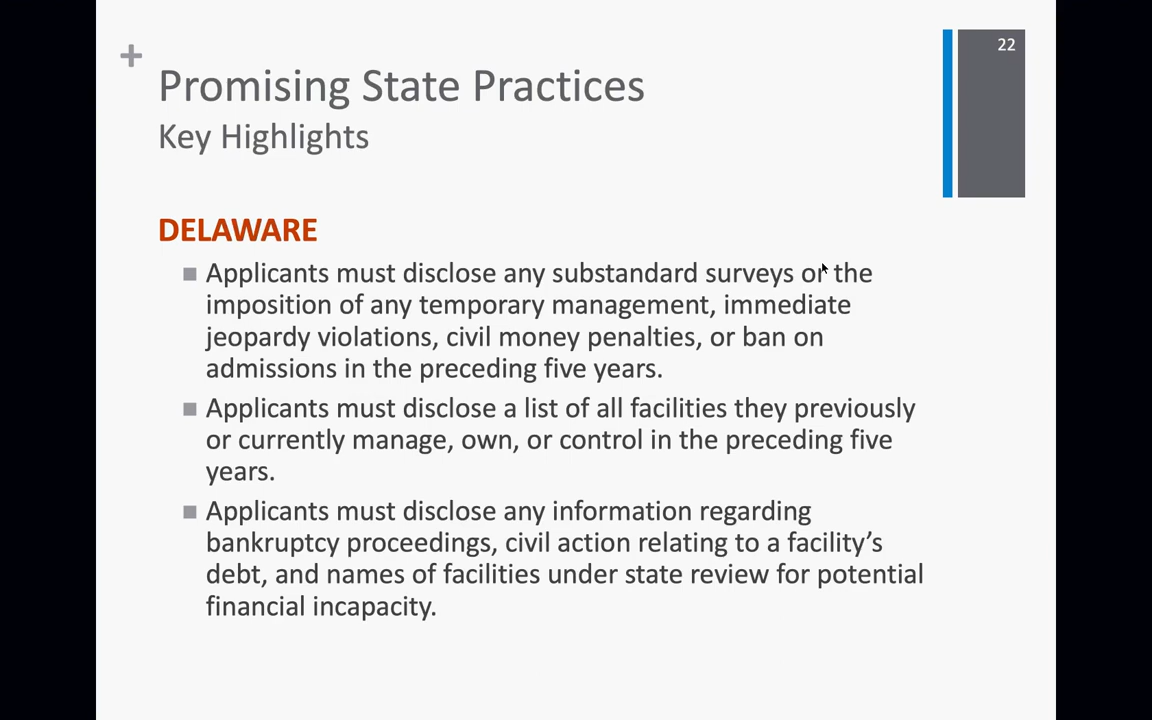 22
+
Promising State Practices
Key Highlights
DELAWARE
Applicants must disclose any substandard surveys or the
imposition of any temporary management, immediate
jeopardy violations, civil money penalties, or ban on
admissions in the preceding five years.
Applicants must disclose a list of all facilities they previously
or currently manage, own, or control in the preceding five
years.
Applicants must disclose any information regarding
bankruptcy proceedings, civil action relating to a facility’s
debt, and names of facilities under state review for potential
financial incapacity.